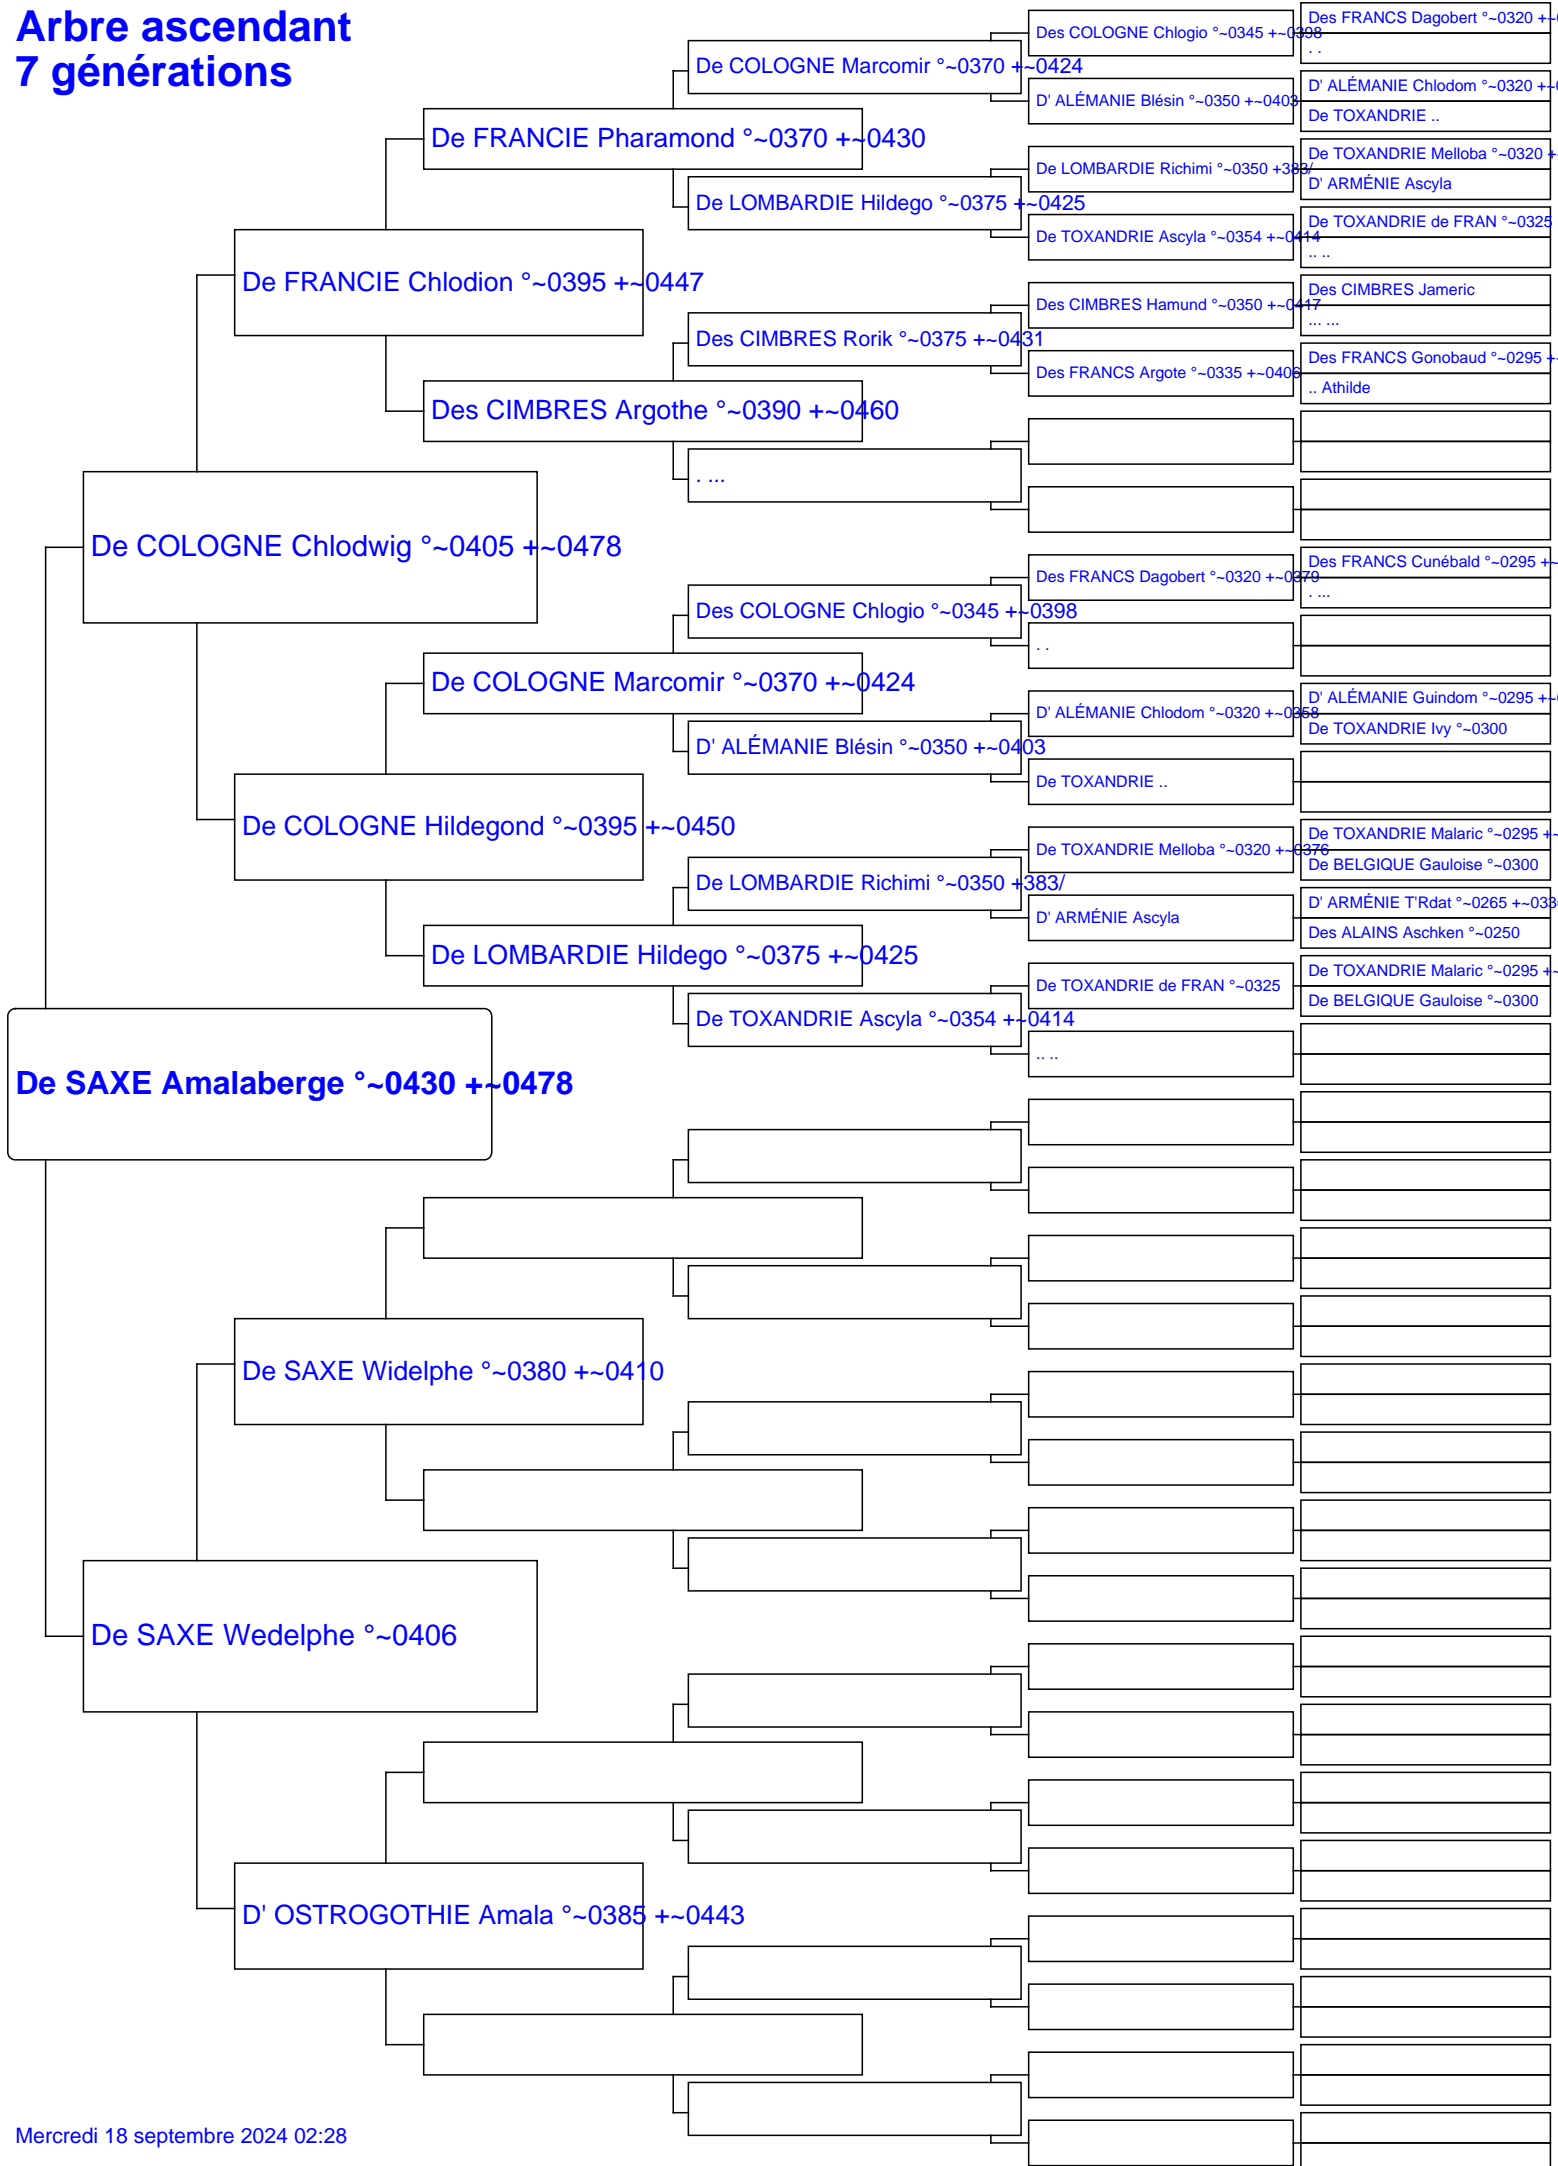 Arbre ascendant
7 générations
De SAXE Amalaberge °~0430 +~0478
De COLOGNE Chlodwig °~0405 +~0478
De SAXE Wedelphe °~0406
De FRANCIE Chlodion °~0395 +~0447
De COLOGNE Hildegond °~0395 +~0450
De SAXE Widelphe °~0380 +~0410
D' OSTROGOTHIE Amala °~0385 +~0443
De FRANCIE Pharamond °~0370 +~0430
Des CIMBRES Argothe °~0390 +~0460
De COLOGNE Marcomir °~0370 +~0424
De LOMBARDIE Hildego °~0375 +~0425
De COLOGNE Marcomir °~0370 +~0424
De LOMBARDIE Hildego °~0375 +~0425
Des CIMBRES Rorik °~0375 +~0431
. ...
Des COLOGNE Chlogio °~0345 +~0398
D' ALÉMANIE Blésin °~0350 +~0403
De LOMBARDIE Richimi °~0350 +383/
De TOXANDRIE Ascyla °~0354 +~0414
Des COLOGNE Chlogio °~0345 +~0398
D' ALÉMANIE Blésin °~0350 +~0403
De LOMBARDIE Richimi °~0350 +383/
De TOXANDRIE Ascyla °~0354 +~0414
Des CIMBRES Hamund °~0350 +~0417
Des FRANCS Argote °~0335 +~0406
Des FRANCS Dagobert °~0320 +~0379
. .
D' ALÉMANIE Chlodom °~0320 +~0358
De TOXANDRIE ..
De TOXANDRIE Melloba °~0320 +~0376
D' ARMÉNIE Ascyla
De TOXANDRIE de FRAN °~0325
.. ..
Des FRANCS Dagobert °~0320 +~0
. .
D' ALÉMANIE Chlodom °~0320 +~0
De TOXANDRIE ..
De TOXANDRIE Melloba °~0320 +
D' ARMÉNIE Ascyla
De TOXANDRIE de FRAN °~0325
.. ..
Des CIMBRES Jameric
... ...
Des FRANCS Gonobaud °~0295 +
.. Athilde
Des FRANCS Cunébald °~0295 +~
. ...
D' ALÉMANIE Guindom °~0295 +~0
De TOXANDRIE Ivy °~0300
De TOXANDRIE Malaric °~0295 +~
De BELGIQUE Gauloise °~0300
D' ARMÉNIE T'Rdat °~0265 +~033
Des ALAINS Aschken °~0250
De TOXANDRIE Malaric °~0295 +~
De BELGIQUE Gauloise °~0300
Mercredi 18 septembre 2024 02:28